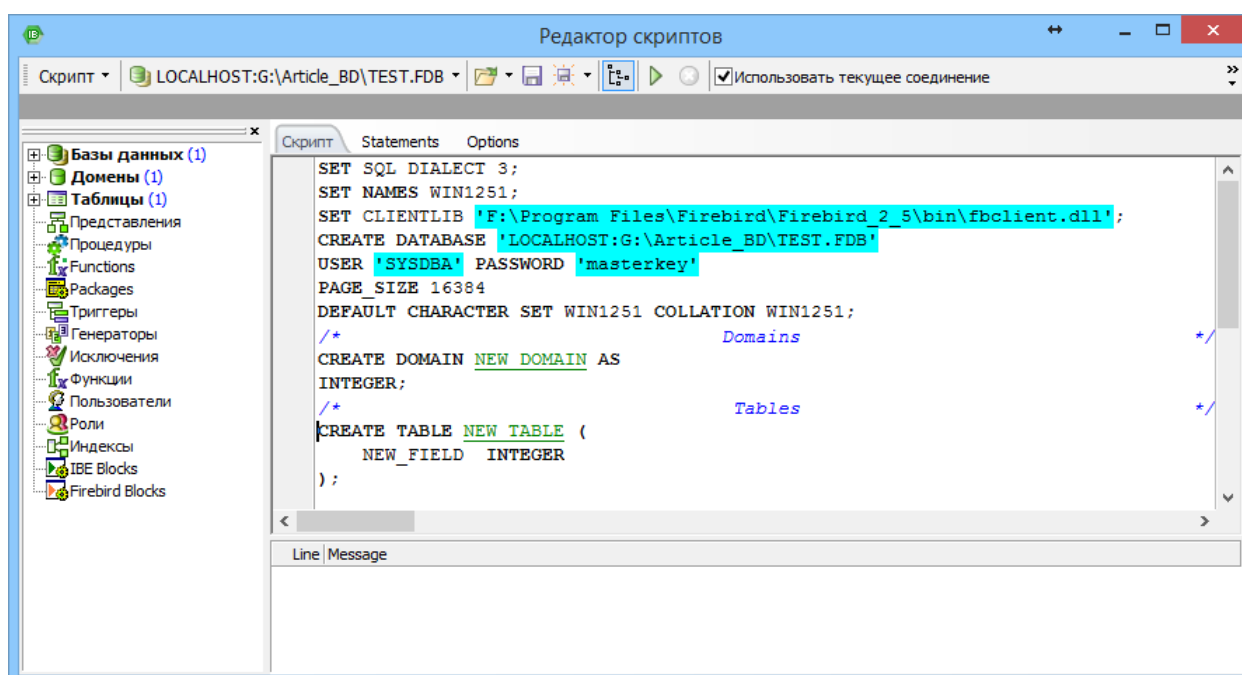 Редактор скриптов
Скрипт LOCALHOST:G:\Article_BD\TEST.FDB Использовать текущее соединение
Базы данных (1)
Домены (1)
Таблицы (1)
Представления
Процедуры
Functions
Packages
Триггеры
Генераторы
Исключения
Функции
Пользователи
Роли
Индексы
IBE Blocks
Firebird Blocks
Скрипт Statements Options
SET SQL DIALECT 3;
SET NAMES WIN1251;
SET CLIENTLIB 'F:\Program Files\Firebird\Firebird_2_5\bin\fbclient.dll';
CREATE DATABASE 'LOCALHOST:G:\Article_BD\TEST.FDB'
USER 'SYSDBA' PASSWORD 'masterkey'
PAGE_SIZE 16384
DEFAULT CHARACTER SET WIN1251 COLLATION WIN1251;
/* Domains */
CREATE DOMAIN NEW_DOMAIN AS
INTEGER;
/* Tables */
CREATE TABLE NEW_TABLE (
NEW_FIELD INTEGER
);
Line Message